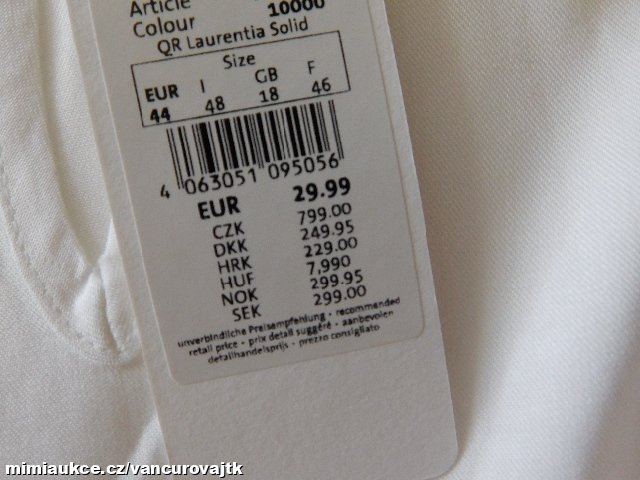 Article
Colour 10000
QR Laurentia Solid
Size
EUR I GB F
44 48 18 46
4 063051 095056
EUR 29.99
CZK 799.00
DKK 249.95
HRK 229.00
HUF 7,990
NOK 299.95
SEK 299.00
unverbindliche Preisempfehlung • recommended
retail price • prix détail suggéré • aanbevolen
detailhandelsprijs • prezzo consigliato
mimiaukce.cz/vancurovajtk